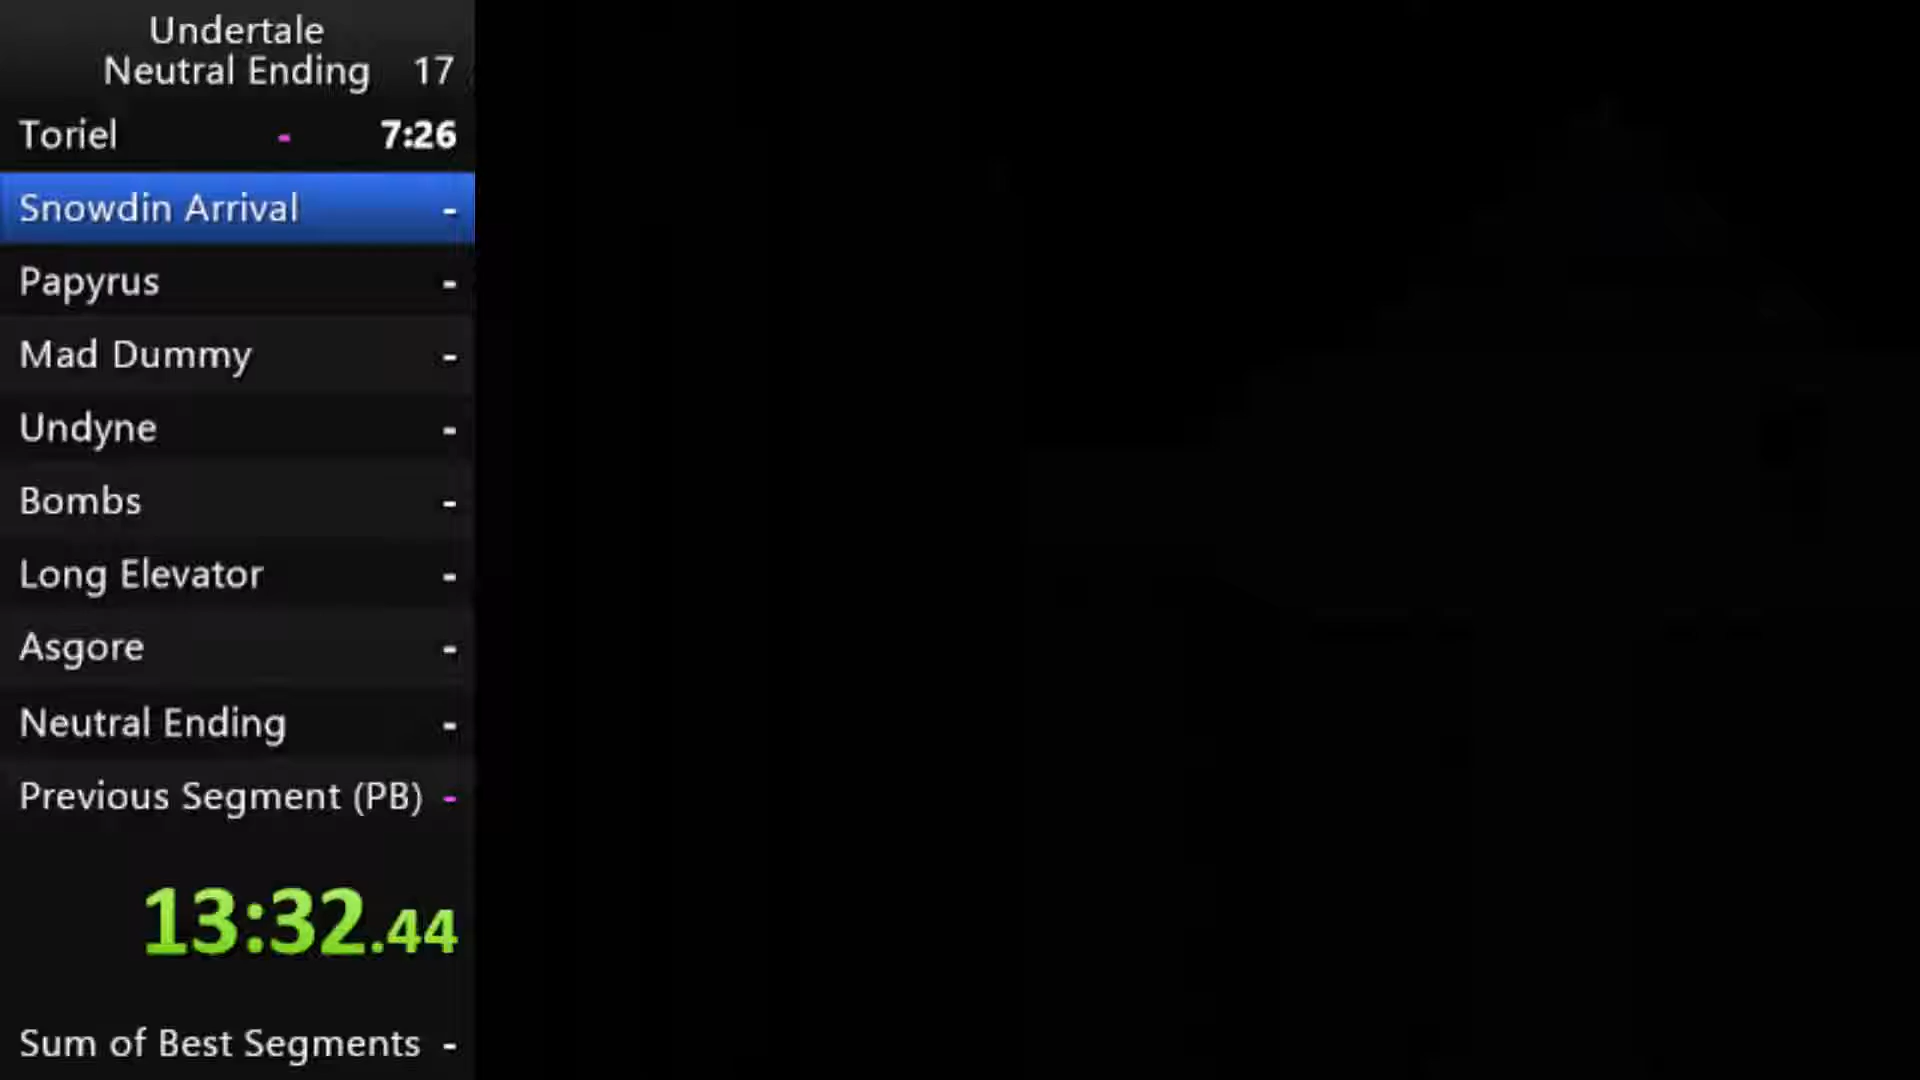 Undertale
Neutral Ending 17
Toriel - 7:26
Snowdin Arrival -
Papyrus -
Mad Dummy -
Undyne -
Bombs -
Long Elevator -
Asgore -
Neutral Ending -
Previous Segment (PB) -
13:32.44
Sum of Best Segments -